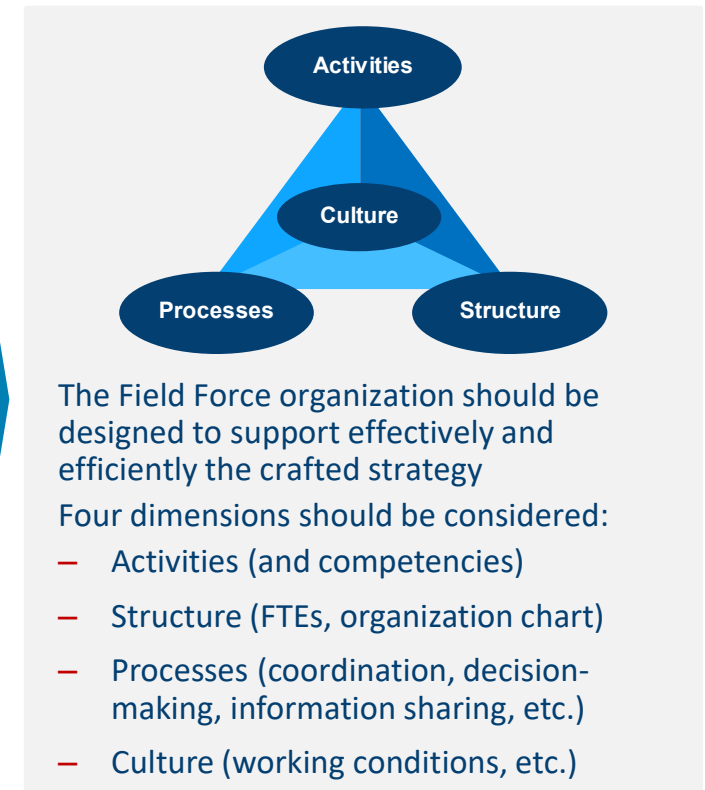 Activities
Culture
Processes
Structure
The Field Force organization should be
designed to support effectively and
efficiently the crafted strategy
Four dimensions should be considered:
– Activities (and competencies)
– Structure (FTEs, organization chart)
– Processes (coordination, decision-
making, information sharing, etc.)
– Culture (working conditions, etc.)